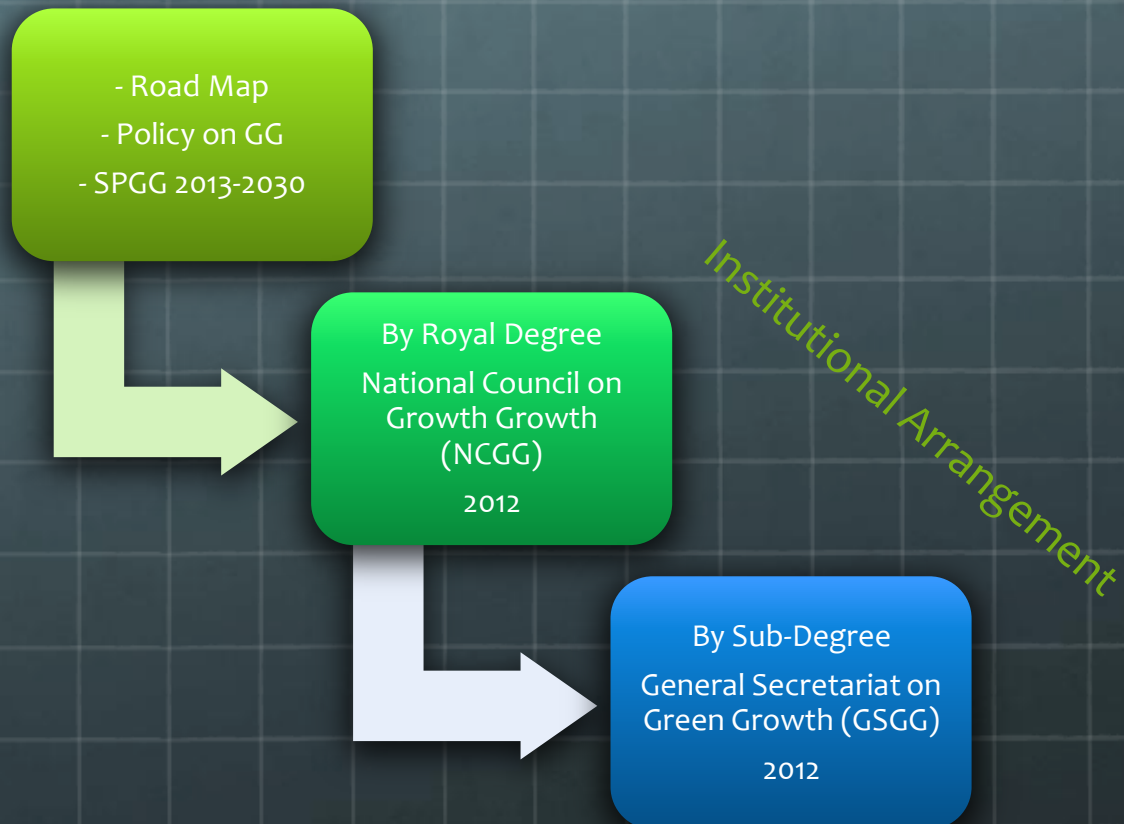 - Road Map
- Policy on GG
- SPGG 2013-2030
By Royal Degree
National Council on
Growth Growth
(NCGG)
2012
By Sub-Degree
General Secretariat on
Green Growth (GSGG)
2012
Institutional Arrangement